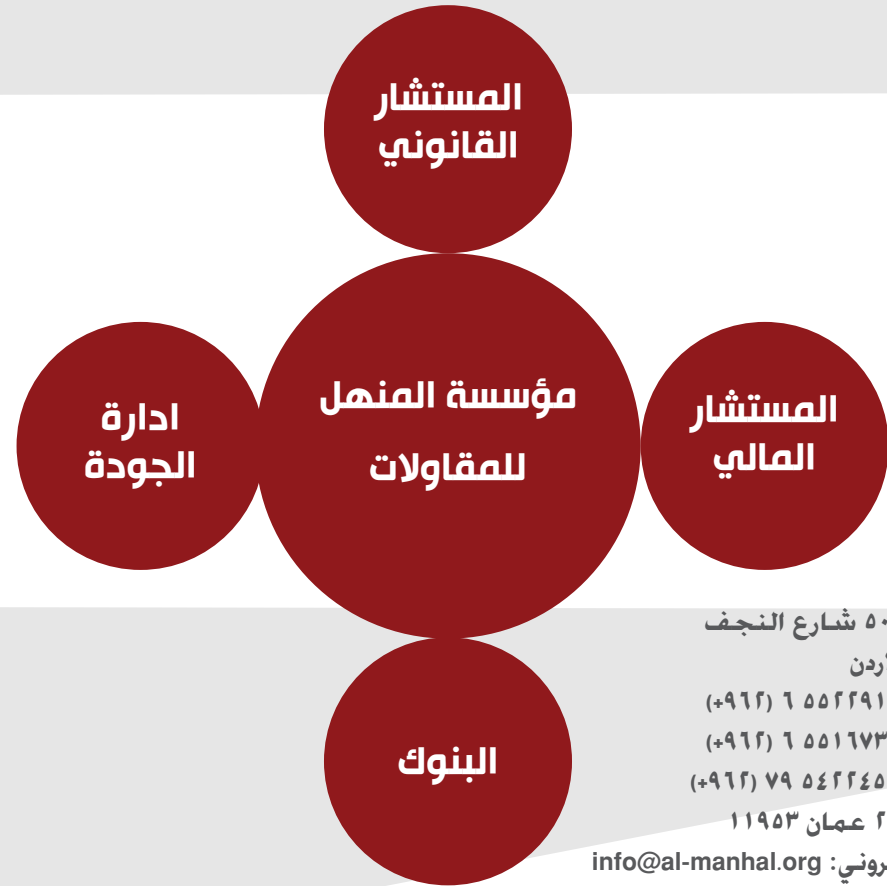 المستشار
القانوني
مؤسسة المنهل
للمقاولات
المستشار
المالي
ادارة
الجودة
البنوك
شارع النجف
(+٩٦٢) ٦ ٥٥٢٢٩١
(+٩٦٢) ٦ ٥٥١٦٧٣
(+٩٦٢) ٧٩ ٥٤٢٢٤٥
عمان ١١٩٥٣
info@al-manhal.org